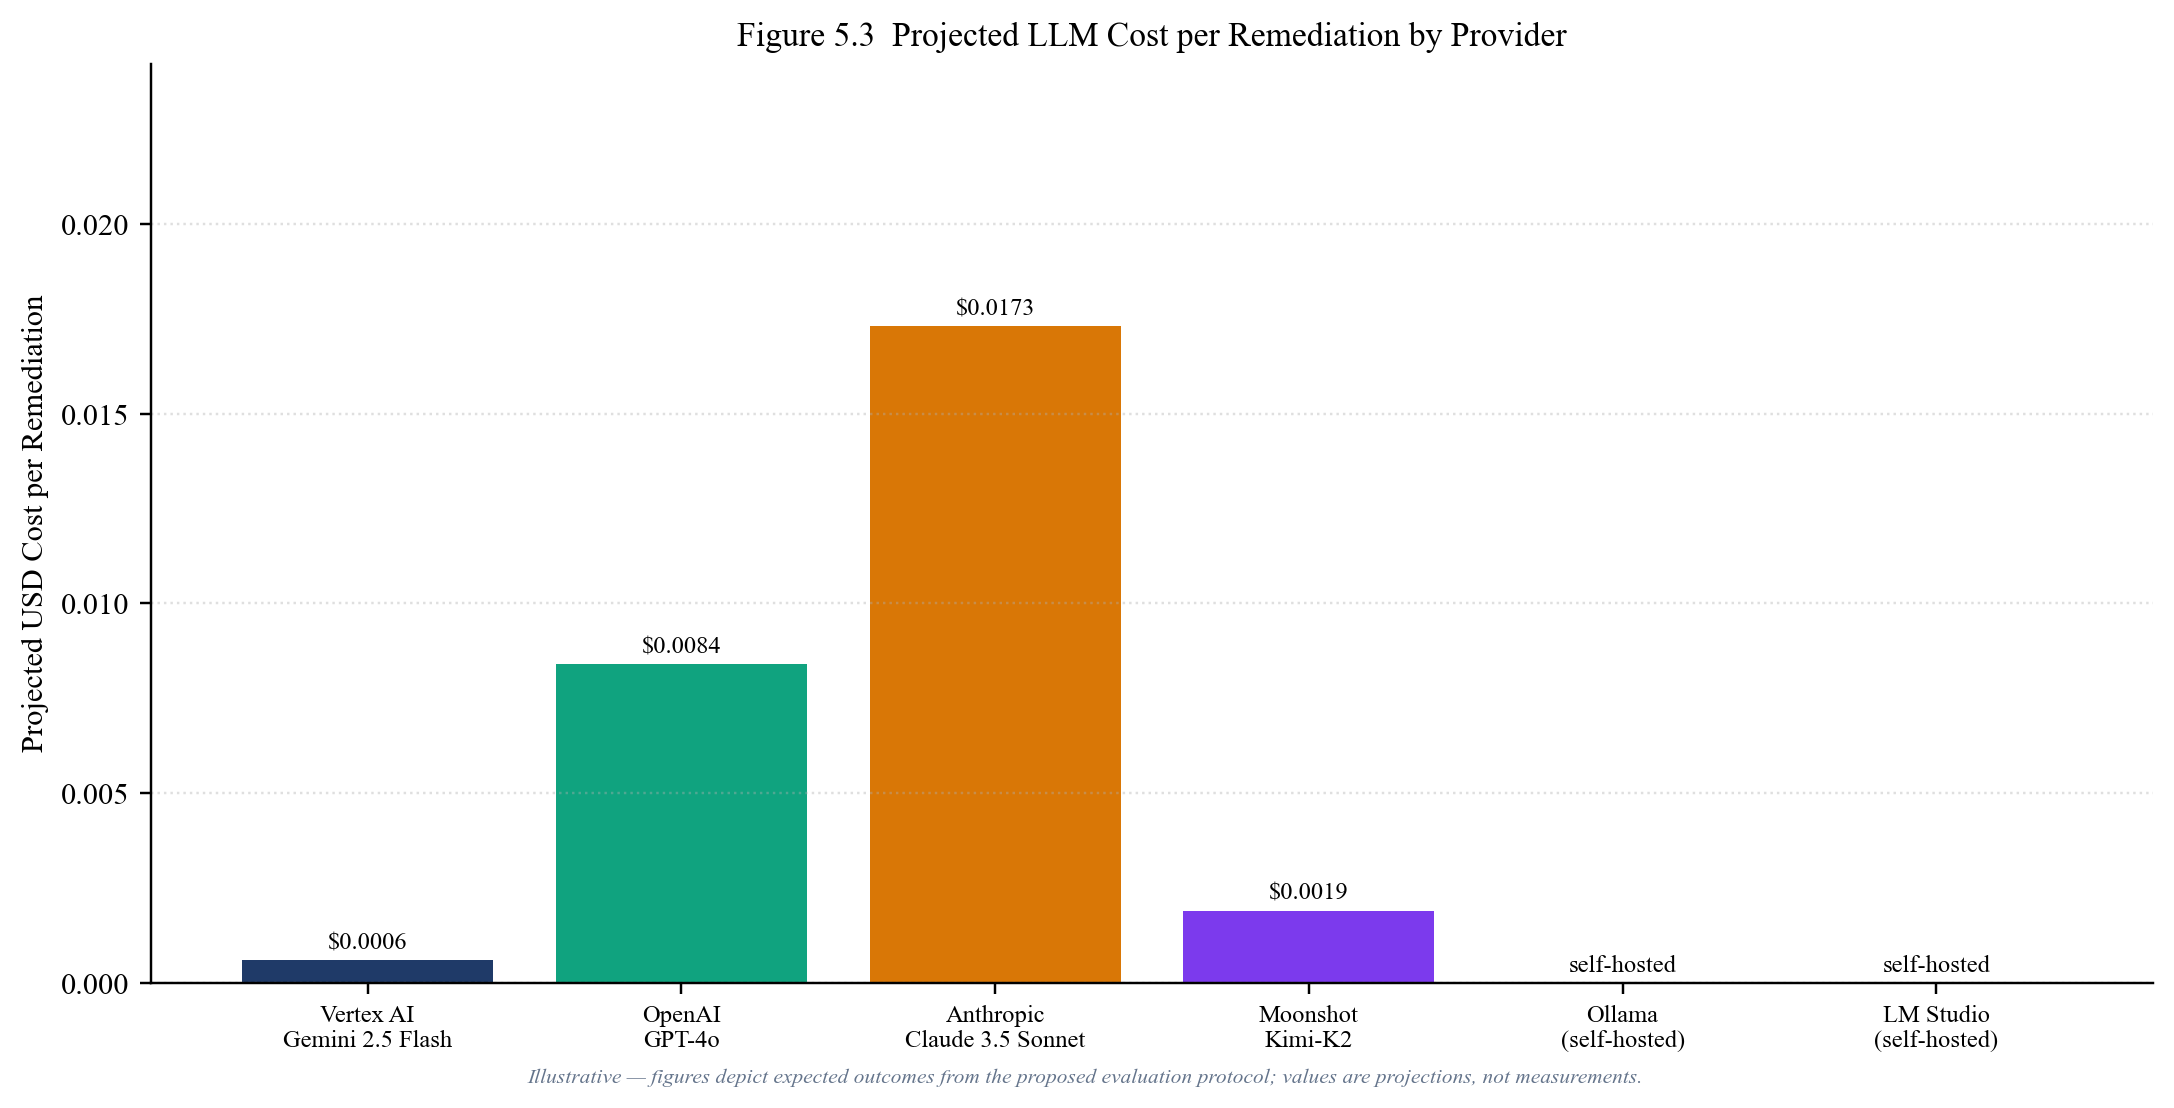 Figure 5.3  Projected LLM Cost per Remediation by Provider
Projected USD Cost per Remediation
0.020
0.015
0.010
0.005
0.000
$0.0006
$0.0084
$0.0173
$0.0019
self-hosted
self-hosted
Vertex AI
Gemini 2.5 Flash
OpenAI
GPT-4o
Anthropic
Claude 3.5 Sonnet
Moonshot
Kimi-K2
Ollama
(self-hosted)
LM Studio
(self-hosted)
Illustrative — figures depict expected outcomes from the proposed evaluation protocol; values are projections, not measurements.